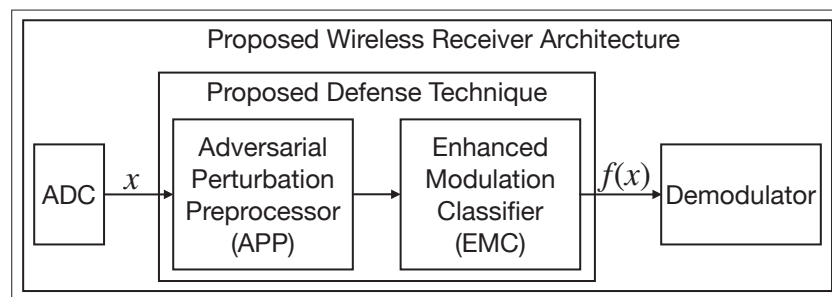 Proposed Wireless Receiver Architecture
Proposed Defense Technique
ADC
x
Adversarial
Perturbation
Preprocessor
(APP)
Enhanced
Modulation
Classifier
(EMC)
f(x)
Demodulator